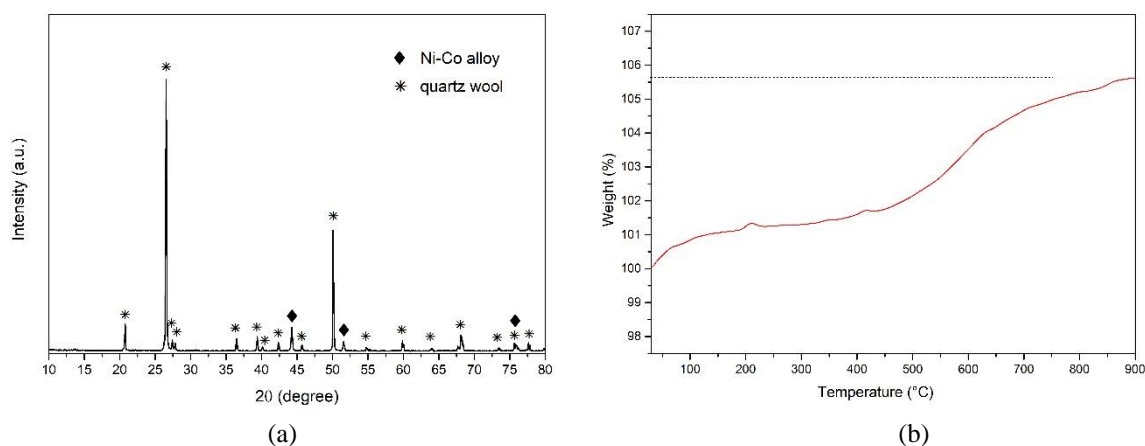 (a)
Intensity (a.u.)
Ni-Co alloy
quartz wool
10 15 20 25 30 35 40 45 50 55 60 65 70 75 80
2θ (degree)
(b)
Weight (%)
107
106
105
104
103
102
101
100
99
98
100 200 300 400 500 600 700 800 900
Temperature (°C)